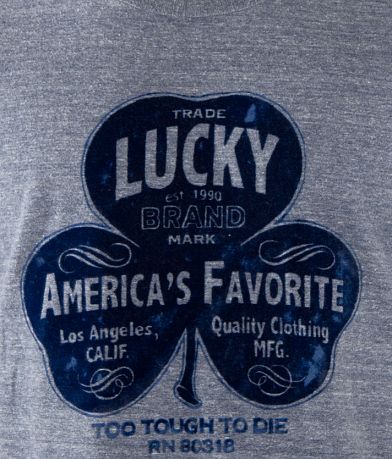 TRADE
LUCKY
est 1990
BRAND
MARK
AMERICA'S FAVORITE
Los Angeles, Quality Clothing
CALIF. MFG.
TOO TOUGH TO DIE
RN 80318